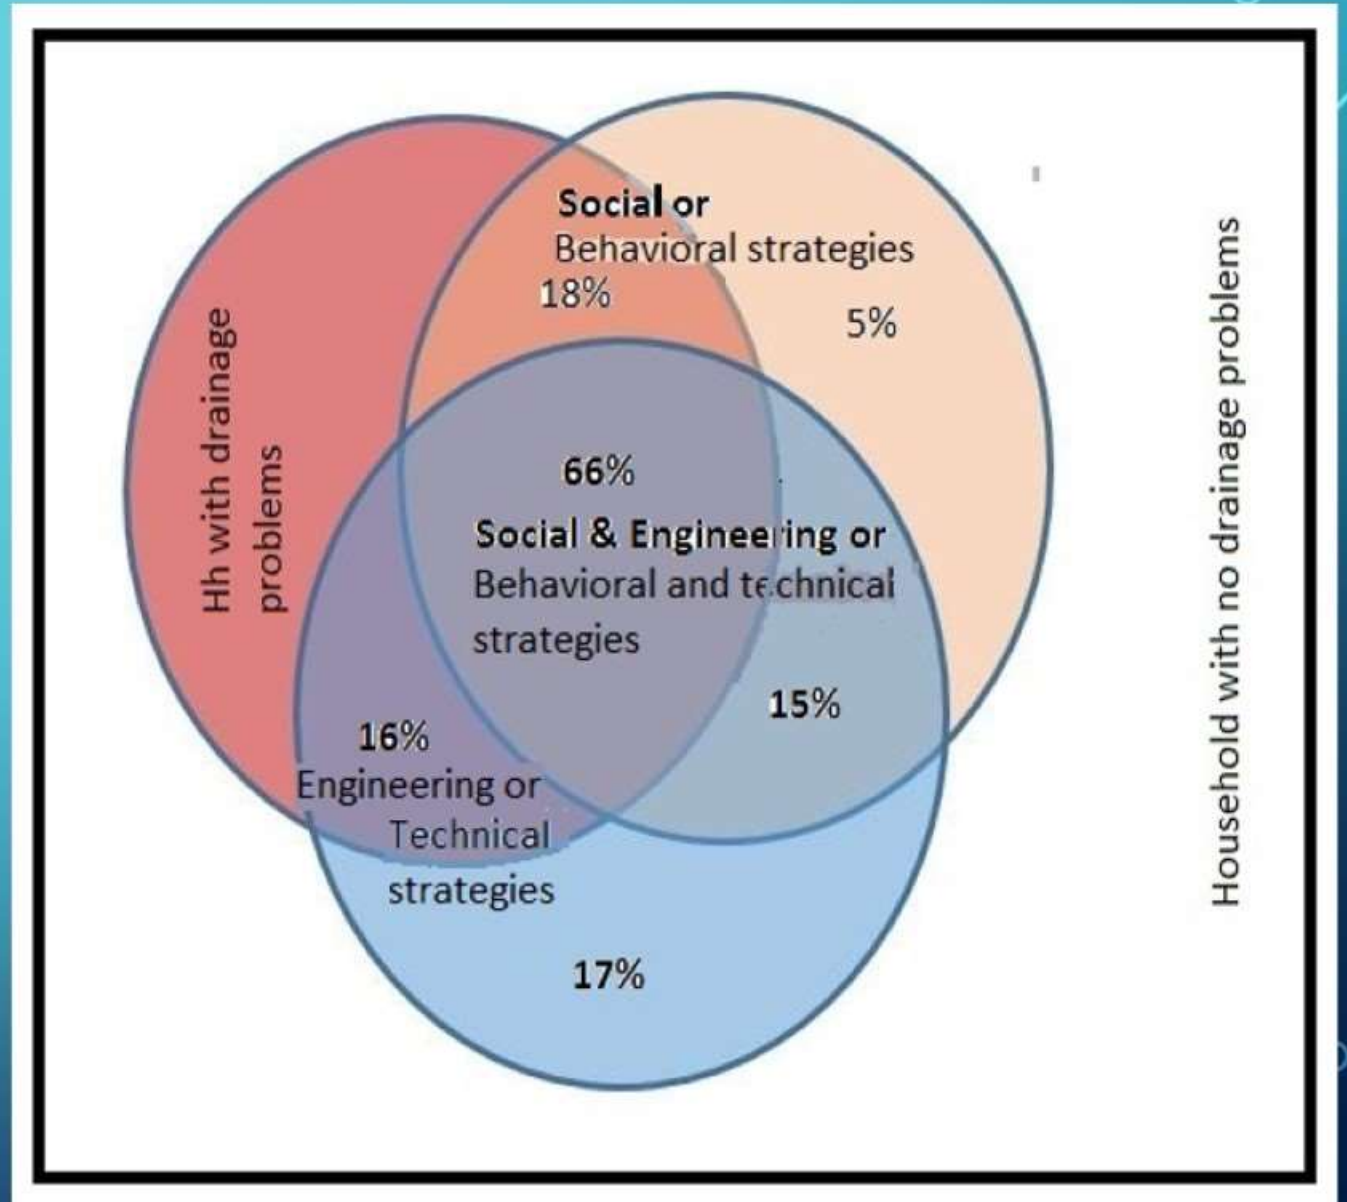 Social or
Behavioral strategies
18%
5%
Hh with drainage
problems
66%
Social & Engineering or
Behavioral and technical
strategies
15%
16%
Engineering or
Technical
strategies
17%
Household with no drainage problems